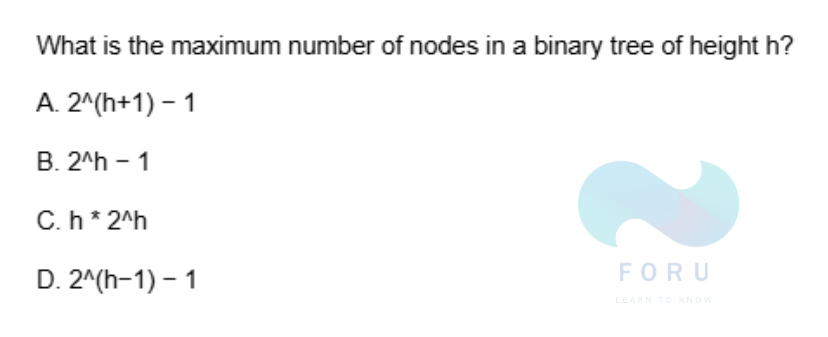 What is the maximum number of nodes in a binary tree of height h?
A. 2^(h+1) − 1
B. 2^h − 1
C. h * 2^h
D. 2^(h−1) − 1
FORU
LEARN TO KNOW